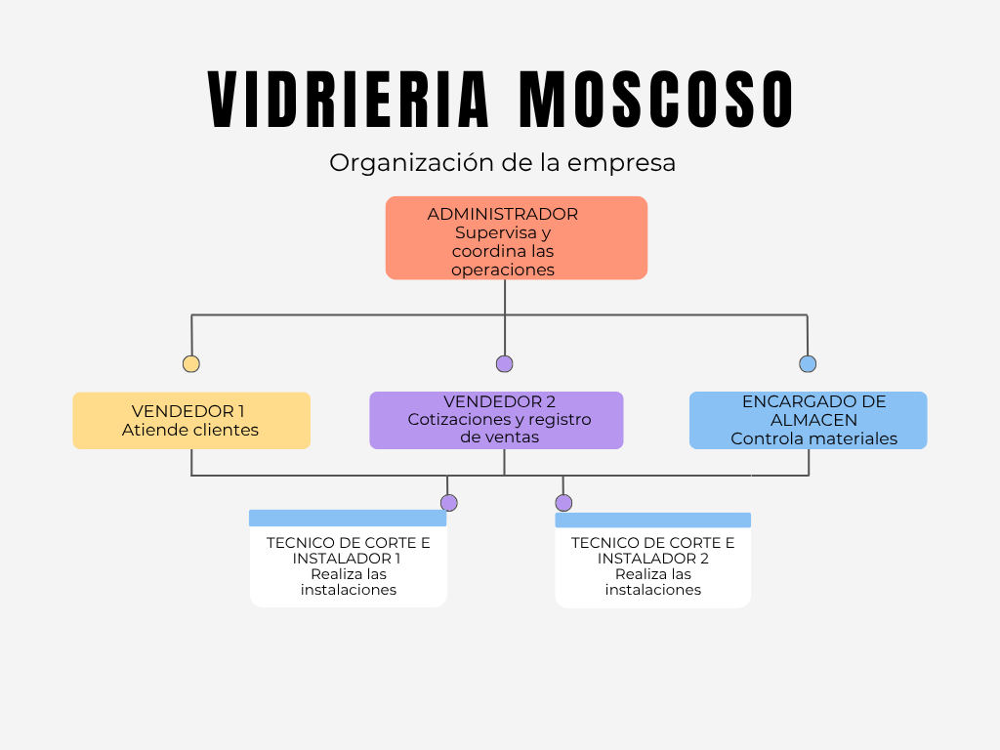 VIDRIERIA MOSCOSO
Organización de la empresa
ADMINISTRADOR
Supervisa y
coordina las
operaciones
VENDEDOR 1
Atiende clientes
VENDEDOR 2
Cotizaciones y registro
de ventas
ENCARGADO DE
ALMACEN
Controla materiales
TECNICO DE CORTE E
INSTALADOR 1
Realiza las
instalaciones
TECNICO DE CORTE E
INSTALADOR 2
Realiza las
instalaciones